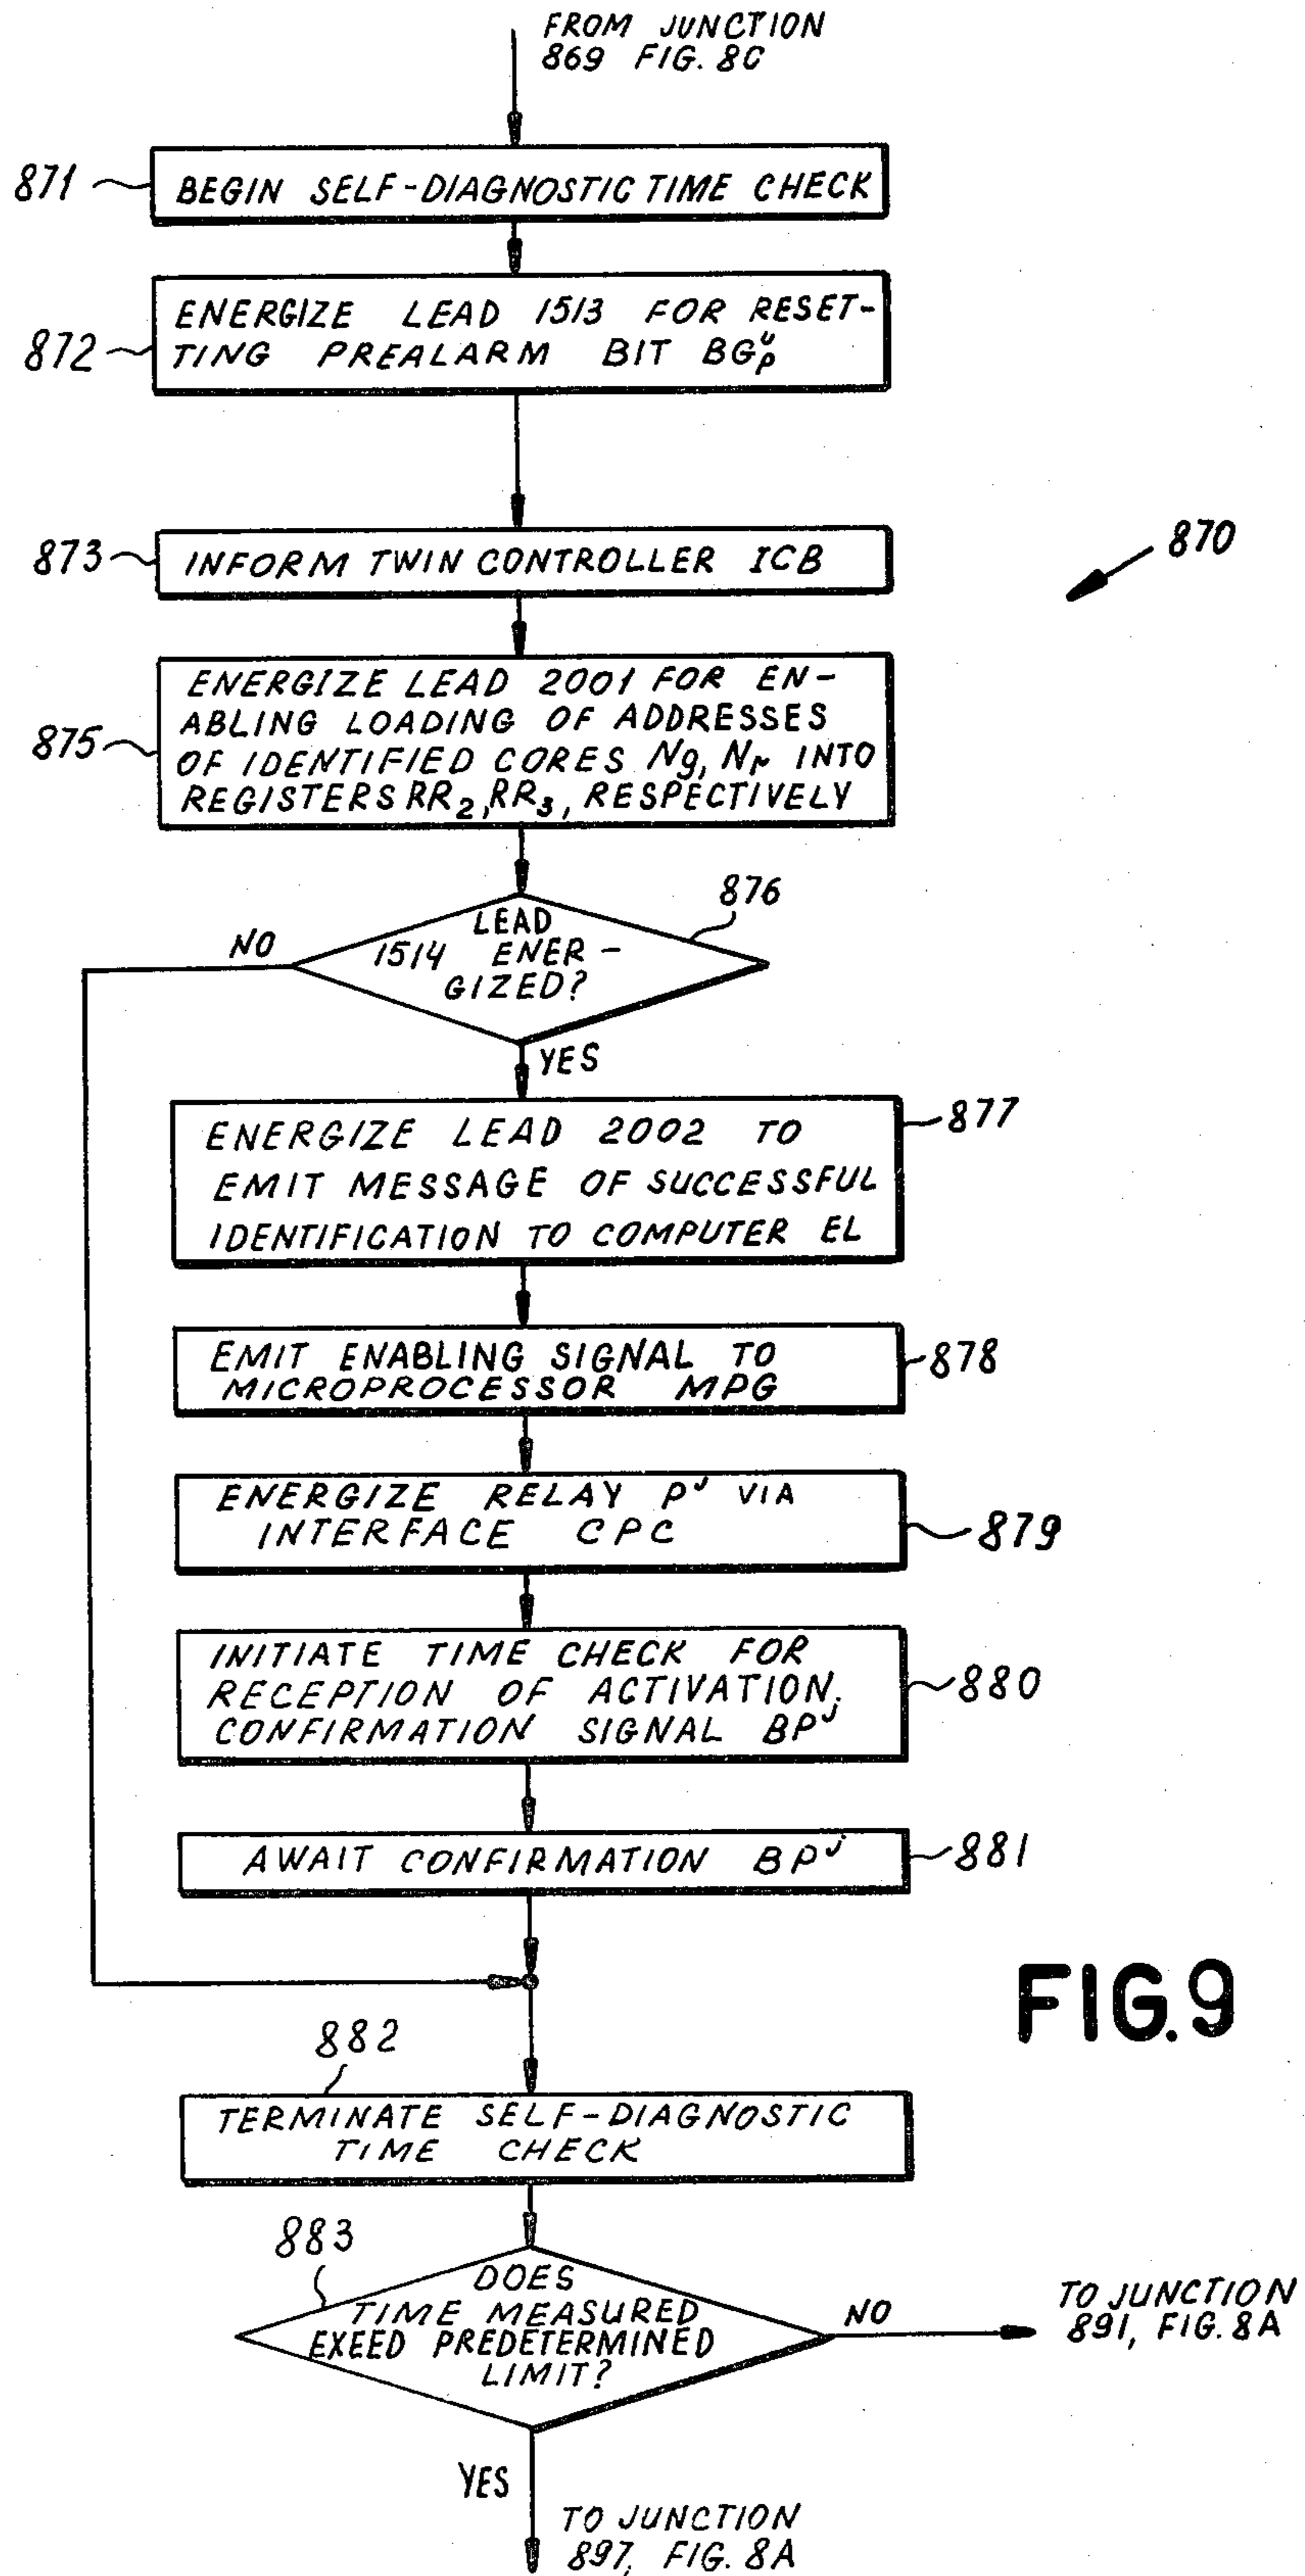 FROM JUNCTION
869 FIG. 8C
871
BEGIN SELF-DIAGNOSTIC TIME CHECK
ENERGIZE LEAD 1513 FOR RESET-
872
TING PREALARM BIT BGᵘₚ
873
INFORM TWIN CONTROLLER ICB
870
ENERGIZE LEAD 2001 FOR EN-
ABLING LOADING OF ADDRESSES
875
OF IDENTIFIED CORES Ng, Nr INTO
REGISTERS RR₂, RR₃, RESPECTIVELY
876
LEAD
1514 ENER-
GIZED?
NO
YES
877
ENERGIZE LEAD 2002 TO
EMIT MESSAGE OF SUCCESSFUL
IDENTIFICATION TO COMPUTER EL
EMIT ENABLING SIGNAL TO
MICROPROCESSOR MPG
878
ENERGIZE RELAY Pʲ VIA
INTERFACE CPC
879
INITIATE TIME CHECK FOR
RECEPTION OF ACTIVATION.
CONFIRMATION SIGNAL BPʲ
880
AWAIT CONFIRMATION BPʲ
881
FIG.9
882
TERMINATE SELF-DIAGNOSTIC
TIME CHECK
883
DOES
TIME MEASURED
EXEED PREDETERMINED
LIMIT?
NO
TO JUNCTION
891, FIG. 8A
YES
TO JUNCTION
897, FIG. 8A